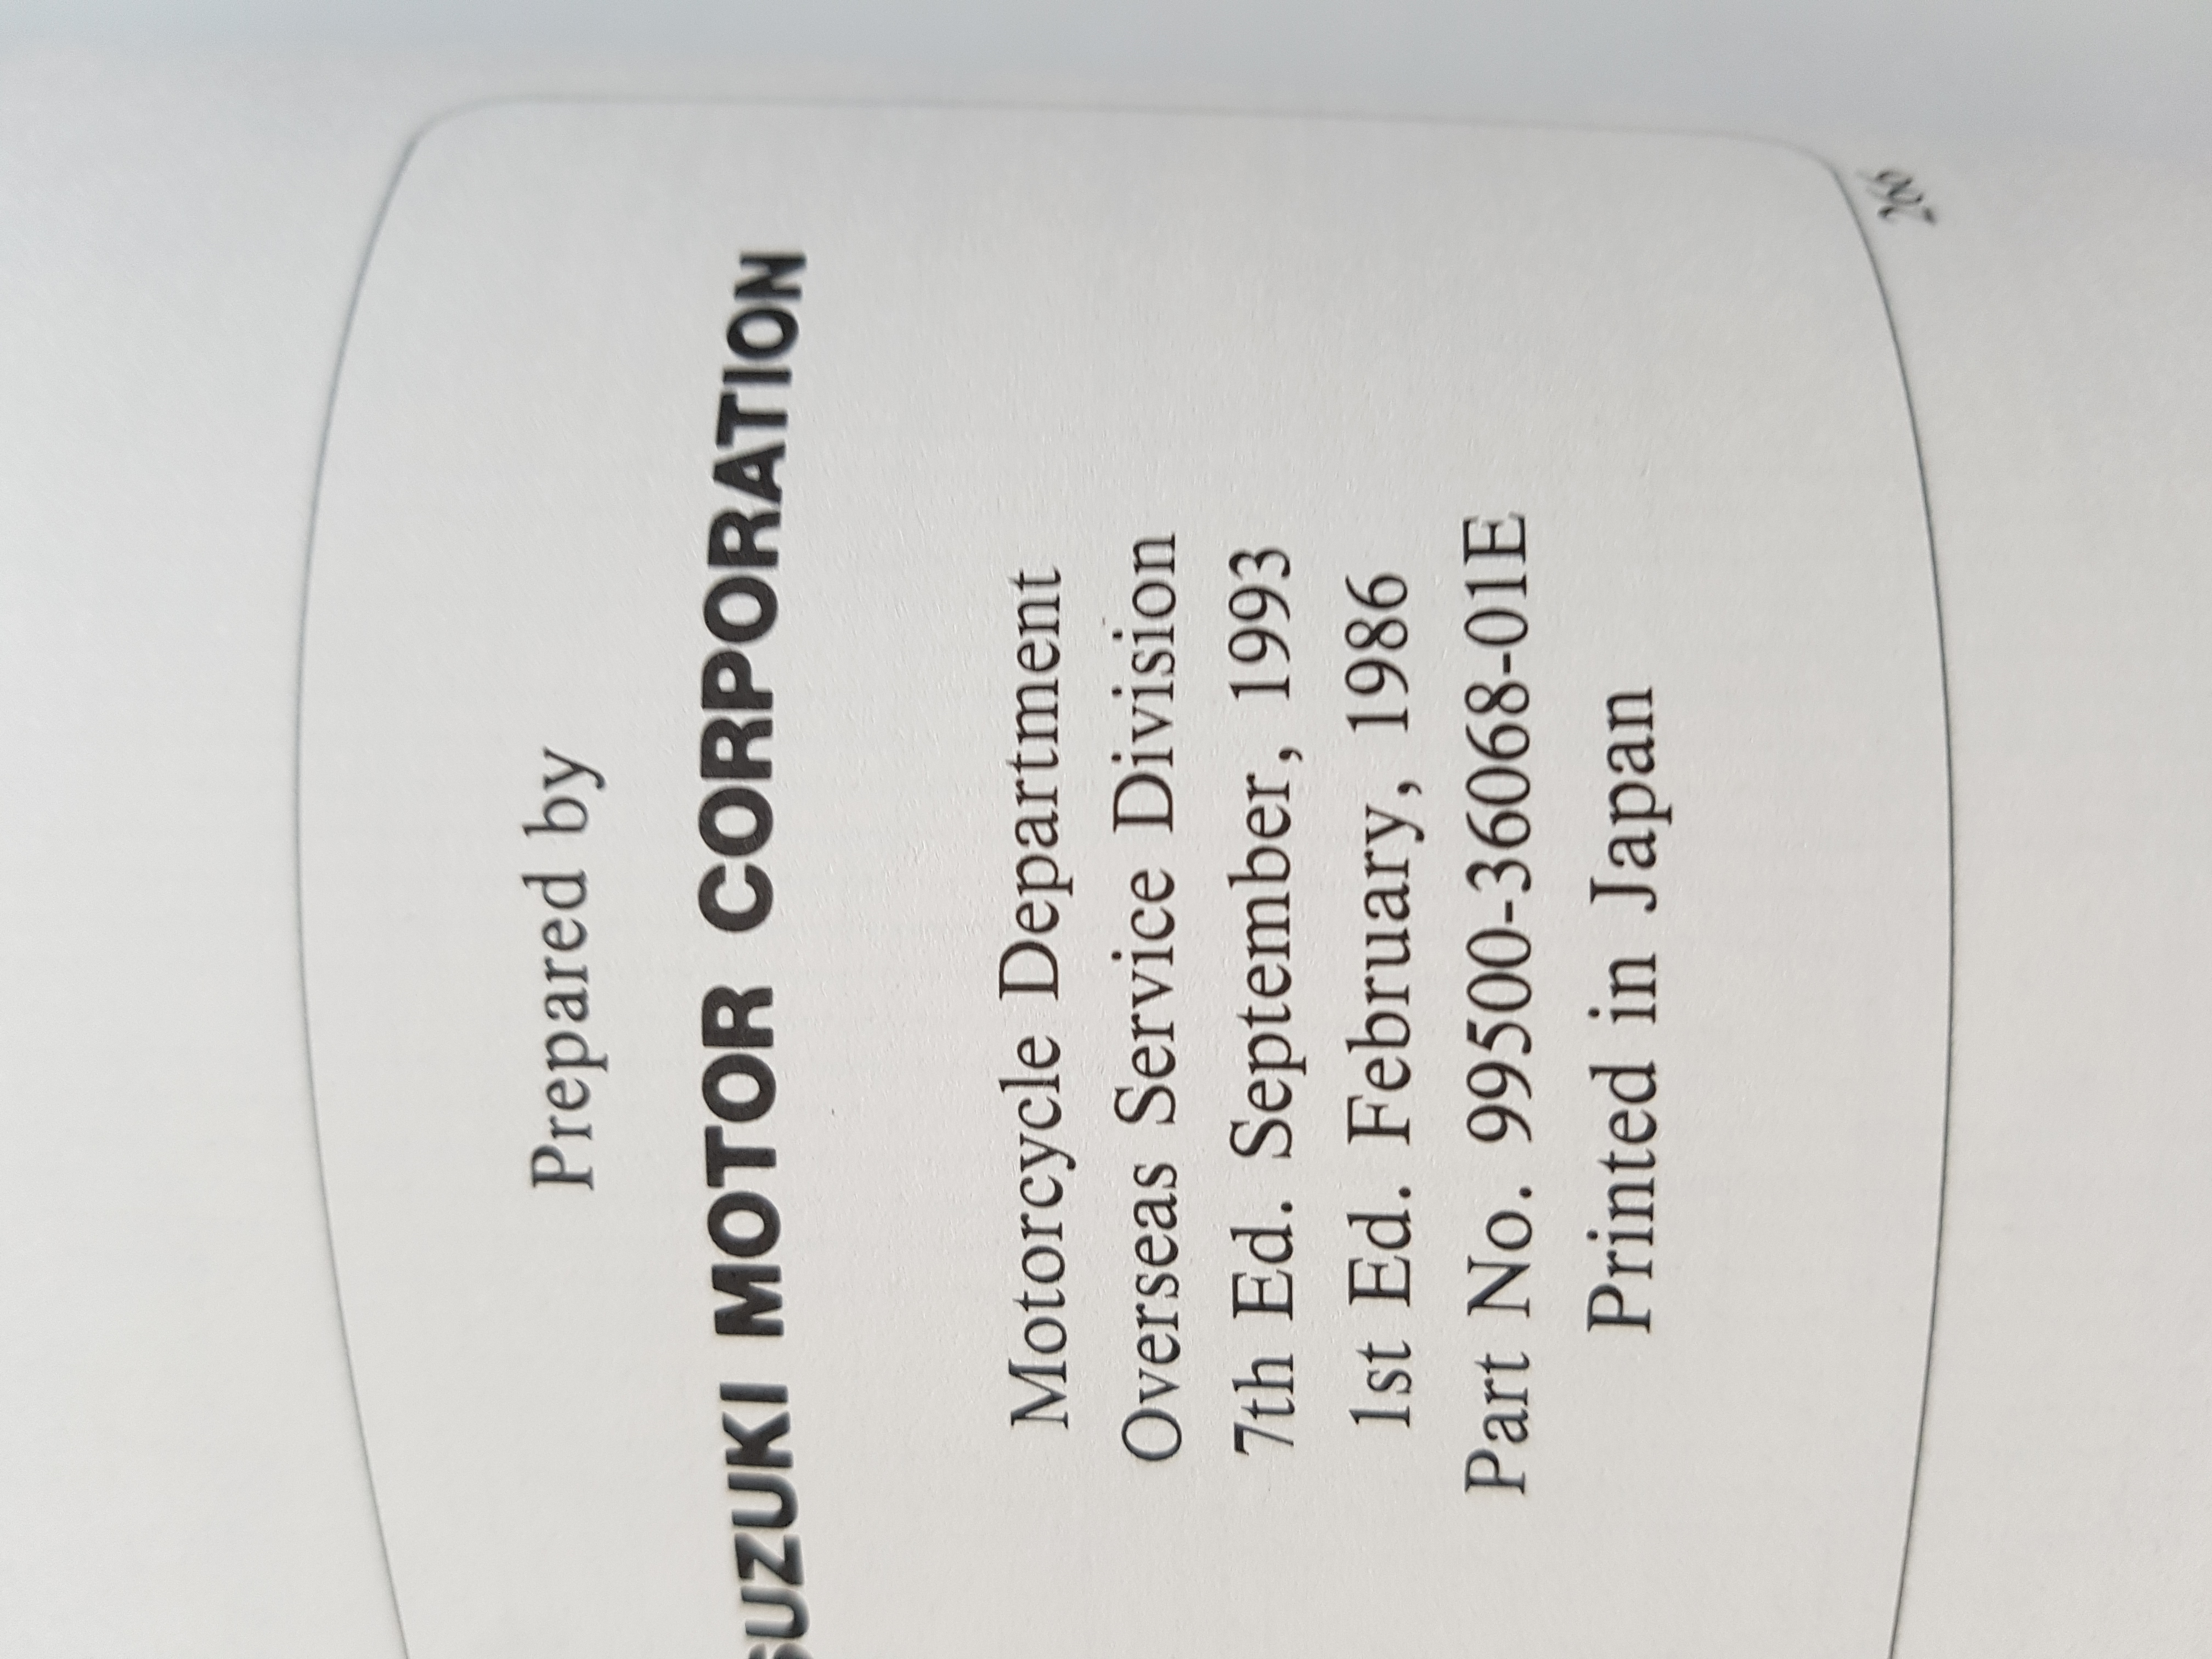 Prepared by
SUZUKI MOTOR CORPORATION
Motorcycle Department
Overseas Service Division
7th Ed. September, 1993
1st Ed. February, 1986
Part No. 99500-36068-01E
Printed in Japan